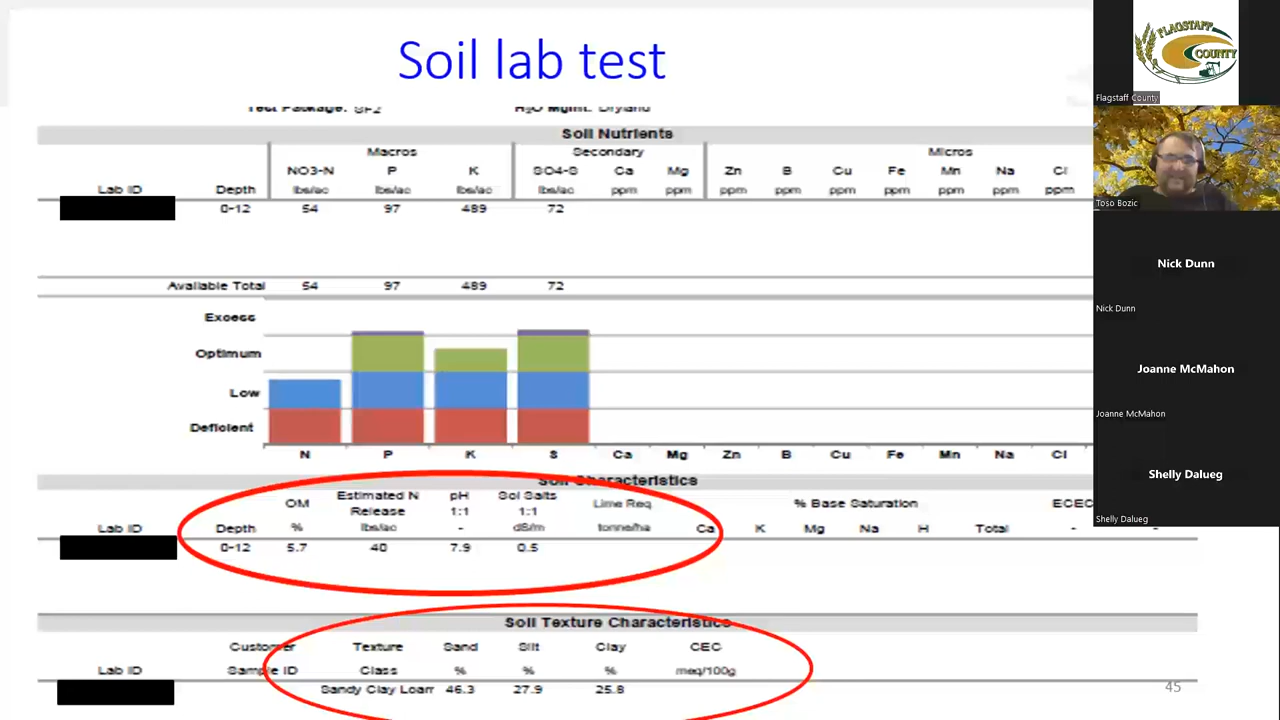 Soil lab test
FLAGSTAFF
COUNTY
Flagstaff County
Test Package: SF2 H2O Mgmt: Dryland
Soil Nutrients
Macros Secondary Micros
NO3-N P K SO4-S Ca Mg Zn B Cu Fe Mn Na Cl
Lab ID Depth lbs/ac lbs/ac lbs/ac lbs/ac ppm ppm ppm ppm ppm ppm ppm ppm ppm
0-12 54 97 489 72
Toso Bozic
Nick Dunn
Nick Dunn
Available Total 54 97 489 72
Excess
Optimum
Low
Deficient
N P K S Ca Mg Zn B Cu Fe Mn Na Cl
Joanne McMahon
Joanne McMahon
Shelly Dalueg
Shelly Dalueg
Soil Characteristics
OM Estimated N Release pH 1:1 Sol Salts 1:1 Lime Req % Base Saturation ECEC
Lab ID Depth % lbs/ac - dS/m tonne/ha Ca K Mg Na H Total - -
0-12 5.7 40 7.9 0.5
Soil Texture Characteristics
Customer Texture Sand Silt Clay CEC
Lab ID Sample ID Class % % % meq/100g
Sandy Clay Loam 46.3 27.9 25.8
45